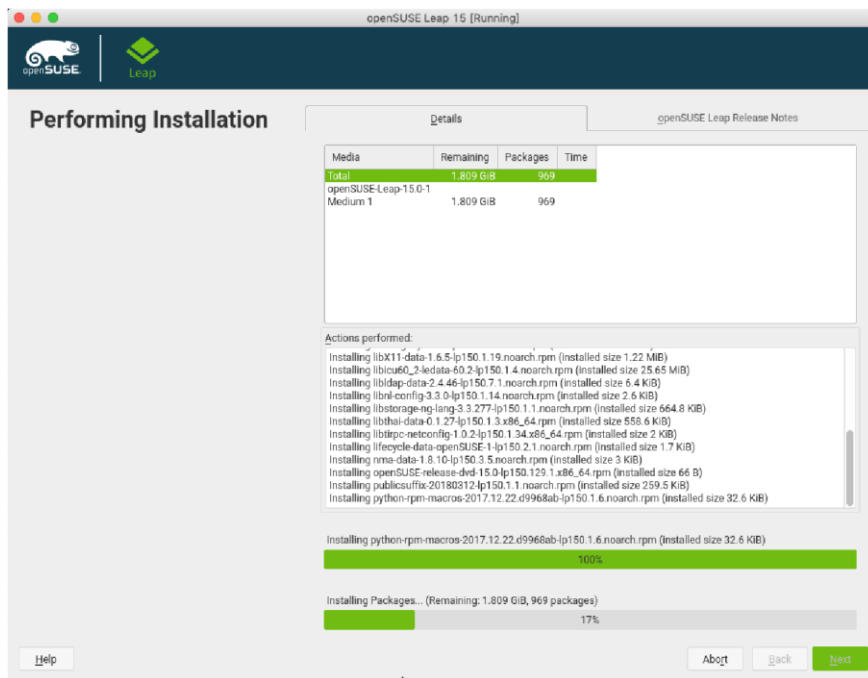 openSUSE Leap 15 [Running]
openSUSE.
Leap
Performing Installation
Details
openSUSE Leap Release Notes
Media Remaining Packages Time
Total 1.809 GiB 969
openSUSE-Leap-15.0-1
Medium 1 1.809 GiB 969
Actions performed:
Installing libX11-data-1.6.5-lp150.1.19.noarch.rpm (installed size 1.22 MiB)
Installing libicu60_2-ledata-60.2-lp150.1.4.noarch.rpm (installed size 25.65 MiB)
Installing libldap-data-2.4.46-lp150.7.1.noarch.rpm (installed size 6.4 KiB)
Installing libnl-config-3.3.0-lp150.1.14.noarch.rpm (installed size 2.6 KiB)
Installing libstorage-ng-lang-3.3.277-lp150.1.1.noarch.rpm (installed size 664.8 KiB)
Installing libthai-data-0.1.27-lp150.1.3.x86_64.rpm (installed size 558.6 KiB)
Installing libtirpc-netconfig-1.0.2-lp150.1.34.x86_64.rpm (installed size 2 KiB)
Installing lifecycle-data-openSUSE-1-lp150.2.1.noarch.rpm (installed size 1.7 KiB)
Installing nma-data-1.8.10-lp150.3.5.noarch.rpm (installed size 3 KiB)
Installing openSUSE-release-dvd-15.0-lp150.129.1.x86_64.rpm (installed size 66 B)
Installing publicsuffix-20180312-lp150.1.1.noarch.rpm (installed size 259.5 KiB)
Installing python-rpm-macros-2017.12.22.d9968ab-lp150.1.6.noarch.rpm (installed size 32.6 KiB)
Installing python-rpm-macros-2017.12.22.d9968ab-lp150.1.6.noarch.rpm (installed size 32.6 KiB)
100%
Installing Packages... (Remaining: 1.809 GiB, 969 packages)
17%
Help
Abort
Back
Next